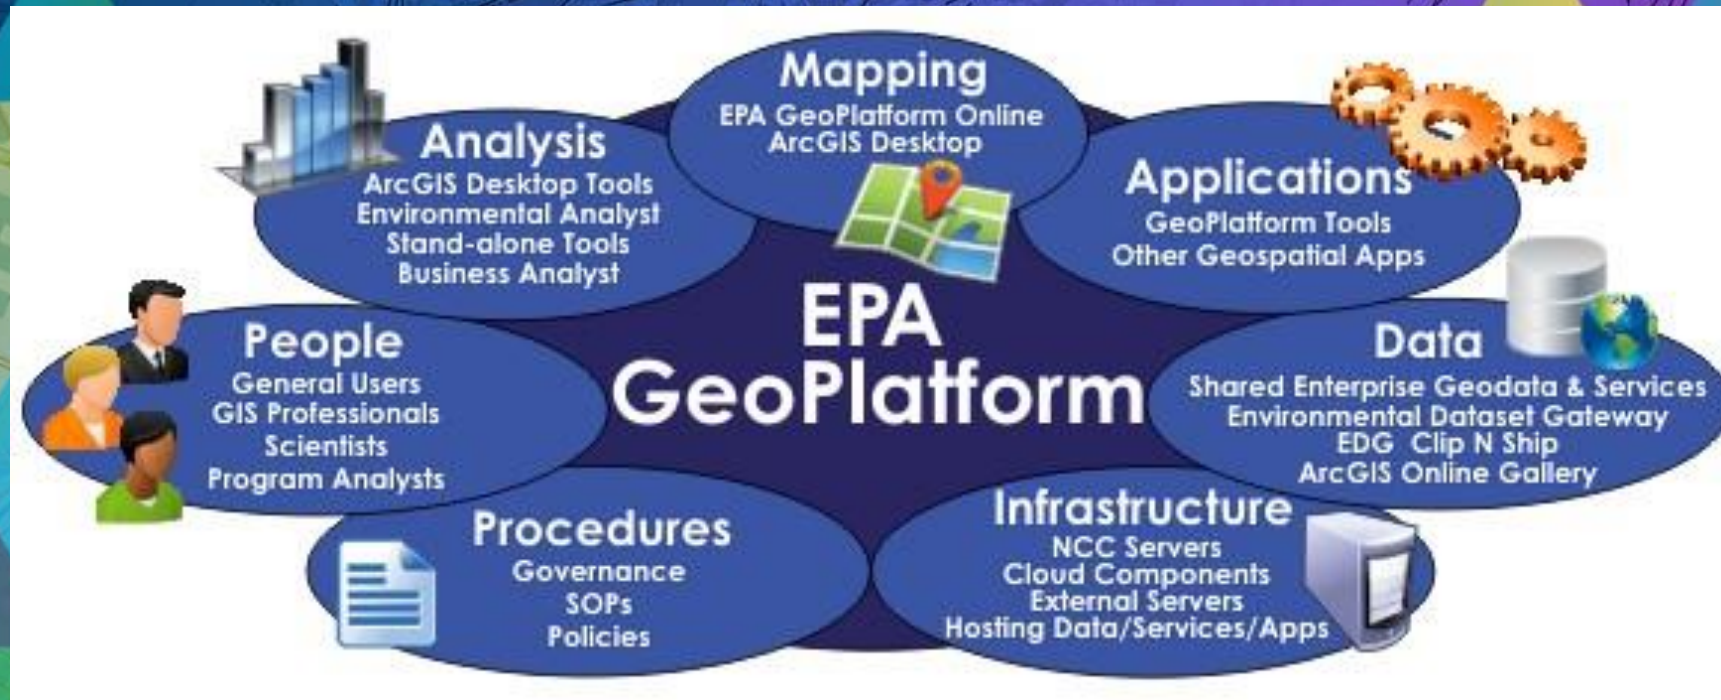 Mapping
EPA GeoPlatform Online
ArcGIS Desktop
Analysis
ArcGIS Desktop Tools
Environmental Analyst
Stand-alone Tools
Business Analyst
Applications
GeoPlatform Tools
Other Geospatial Apps
People
General Users
GIS Professionals
Scientists
Program Analysts
EPA
GeoPlatform
Data
Shared Enterprise Geodata & Services
Environmental Dataset Gateway
EDG Clip N Ship
ArcGIS Online Gallery
Procedures
Governance
SOPs
Policies
Infrastructure
NCC Servers
Cloud Components
External Servers
Hosting Data/Services/Apps